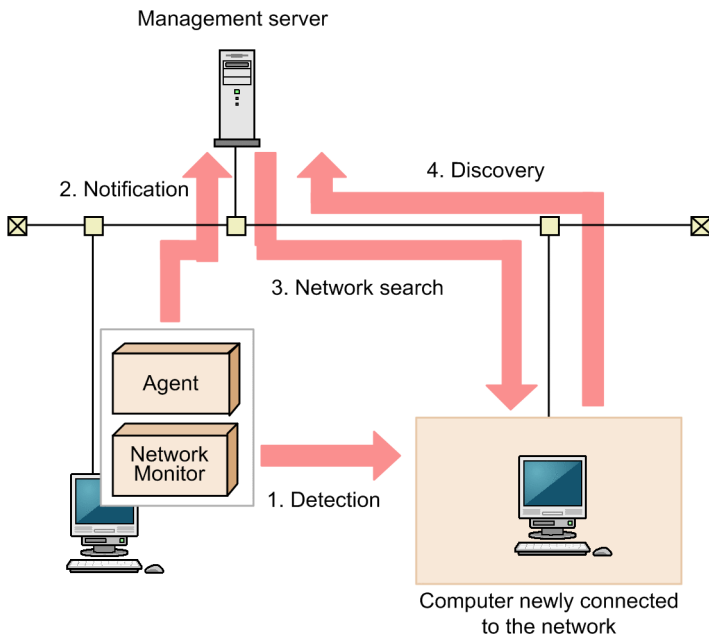 Management server
2. Notification
4. Discovery
3. Network search
Agent
Network
Monitor
1. Detection
Computer newly connected
to the network